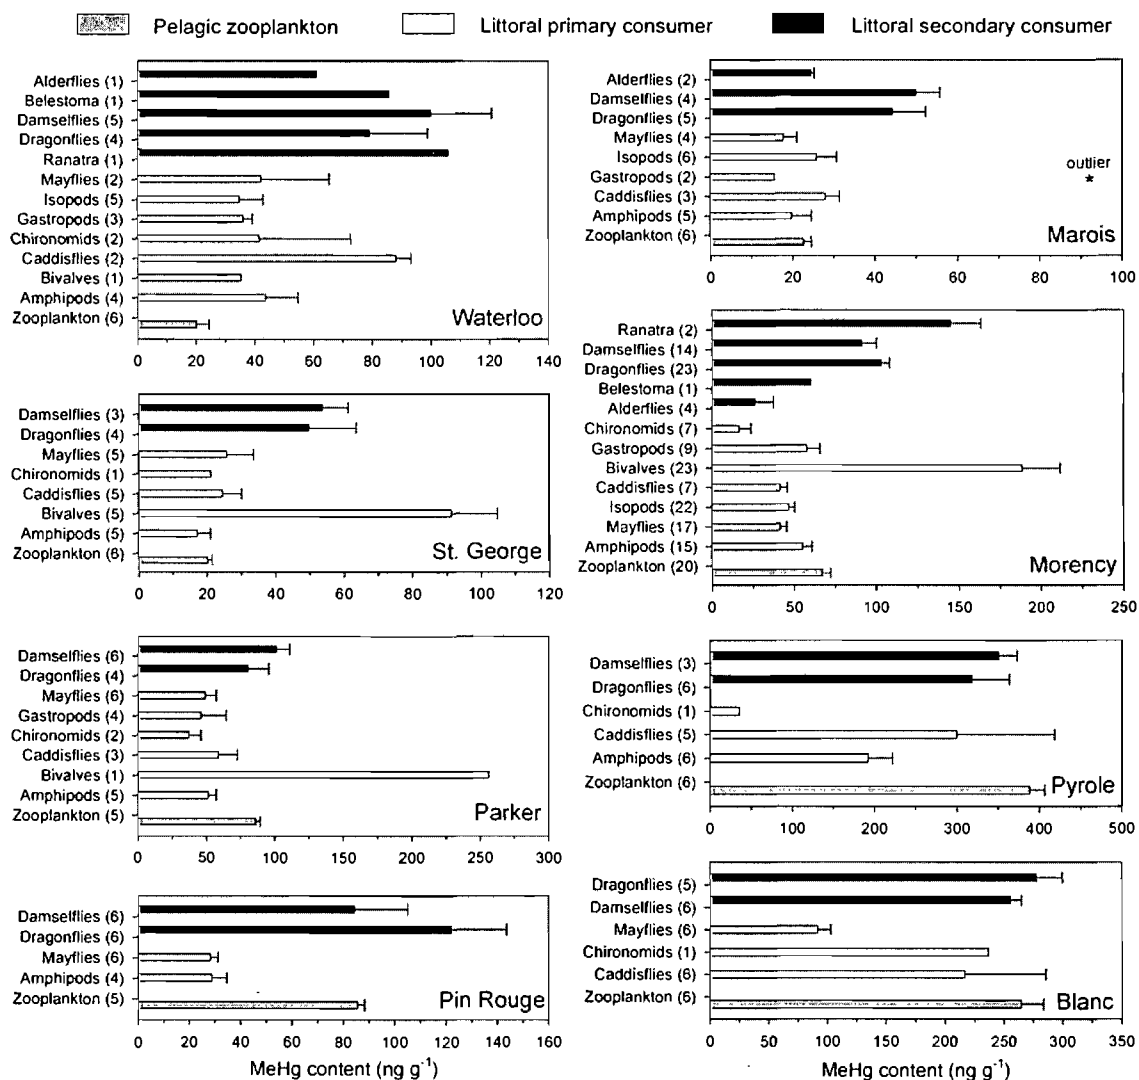 Pelagic zooplankton Littoral primary consumer Littoral secondary consumer
Alderflies (1)
Belestoma (1)
Damselflies (5)
Dragonflies (4)
Ranatra (1)
Mayflies (2)
Isopods (5)
Gastropods (3)
Chironomids (2)
Caddisflies (2)
Bivalves (1)
Amphipods (4)
Zooplankton (6)
Waterloo
0 20 40 60 80 100 120 140
Damselflies (3)
Dragonflies (4)
Mayflies (5)
Chironomids (1)
Caddisflies (5)
Bivalves (5)
Amphipods (5)
Zooplankton (6)
St. George
0 20 40 60 80 100 120
Damselflies (6)
Dragonflies (4)
Mayflies (6)
Gastropods (4)
Chironomids (2)
Caddisflies (3)
Bivalves (1)
Amphipods (5)
Zooplankton (5)
Parker
0 50 100 150 200 250 300
Damselflies (6)
Dragonflies (6)
Mayflies (6)
Amphipods (4)
Zooplankton (5)
Pin Rouge
0 20 40 60 80 100 120 140 160
MeHg content (ng g⁻¹)
Alderflies (2)
Damselflies (4)
Dragonflies (5)
Mayflies (4)
Isopods (6)
Gastropods (2)
Caddisflies (3)
Amphipods (5)
Zooplankton (6)
outlier
*
Marois
0 20 40 60 80 100
Ranatra (2)
Damselflies (14)
Dragonflies (23)
Belestoma (1)
Alderflies (4)
Chironomids (7)
Gastropods (9)
Bivalves (23)
Caddisflies (7)
Isopods (22)
Mayflies (17)
Amphipods (15)
Zooplankton (20)
Morency
0 50 100 150 200 250
Damselflies (3)
Dragonflies (6)
Chironomids (1)
Caddisflies (5)
Amphipods (6)
Zooplankton (6)
Pyrole
0 100 200 300 400 500
Dragonflies (5)
Damselflies (6)
Mayflies (6)
Chironomids (1)
Caddisflies (6)
Zooplankton (6)
Blanc
0 50 100 150 200 250 300 350
MeHg content (ng g⁻¹)